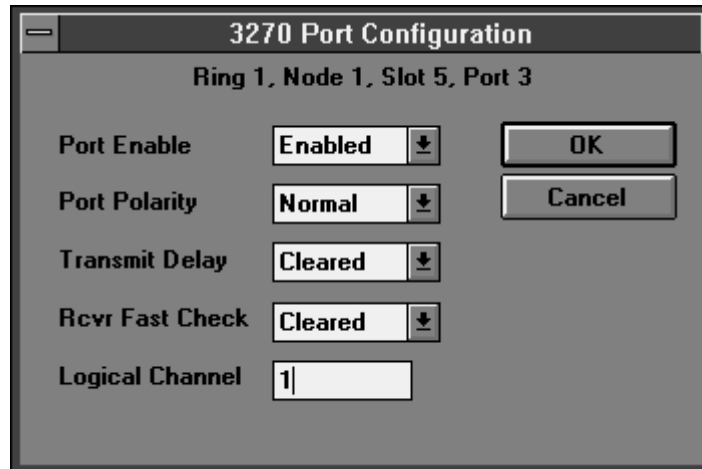 3270 Port Configuration
Ring 1, Node 1, Slot 5, Port 3
Port Enable Enabled OK
Port Polarity Normal Cancel
Transmit Delay Cleared
Rcvr Fast Check Cleared
Logical Channel 1